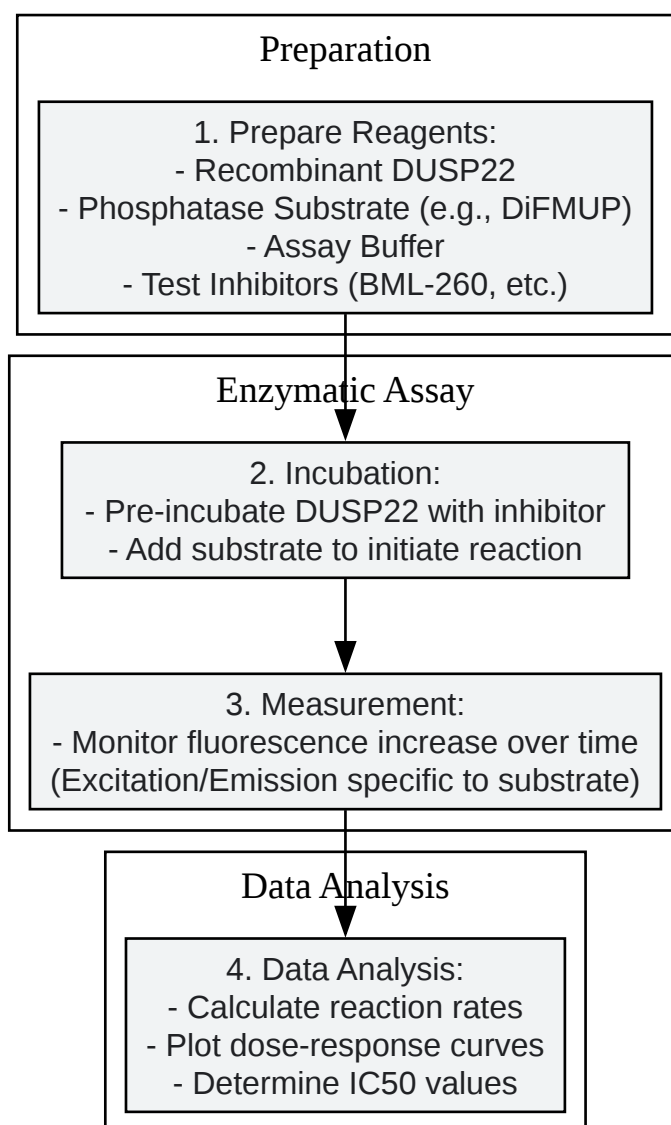 Preparation
1. Prepare Reagents:
- Recombinant DUSP22
- Phosphatase Substrate (e.g., DiFMUP)
- Assay Buffer
- Test Inhibitors (BML-260, etc.)
Enzymatic Assay
2. Incubation:
- Pre-incubate DUSP22 with inhibitor
- Add substrate to initiate reaction
3. Measurement:
- Monitor fluorescence increase over time
(Excitation/Emission specific to substrate)
Data Analysis
4. Data Analysis:
- Calculate reaction rates
- Plot dose-response curves
- Determine IC50 values